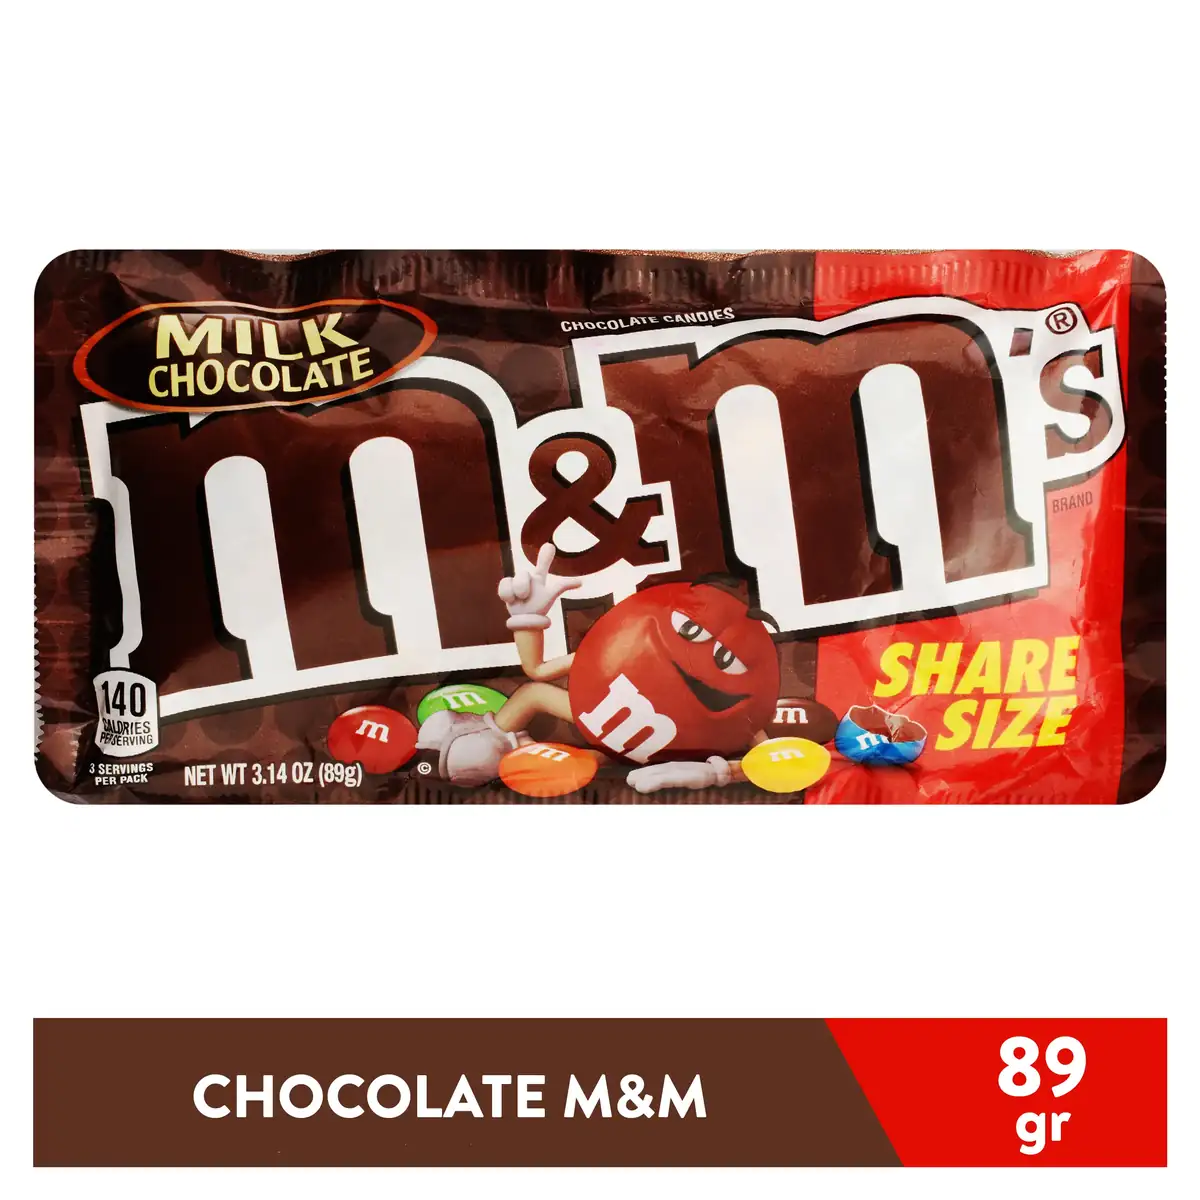 MILK
CHOCOLATE
CHOCOLATE CANDIES
m&m's®
BRAND
SHARE
SIZE
140
CALORIES
PER SERVING
3 SERVINGS
PER PACK
NET WT 3.14 OZ (89g)
©
m
m
m
m
m
m
m
CHOCOLATE M&M
89
gr